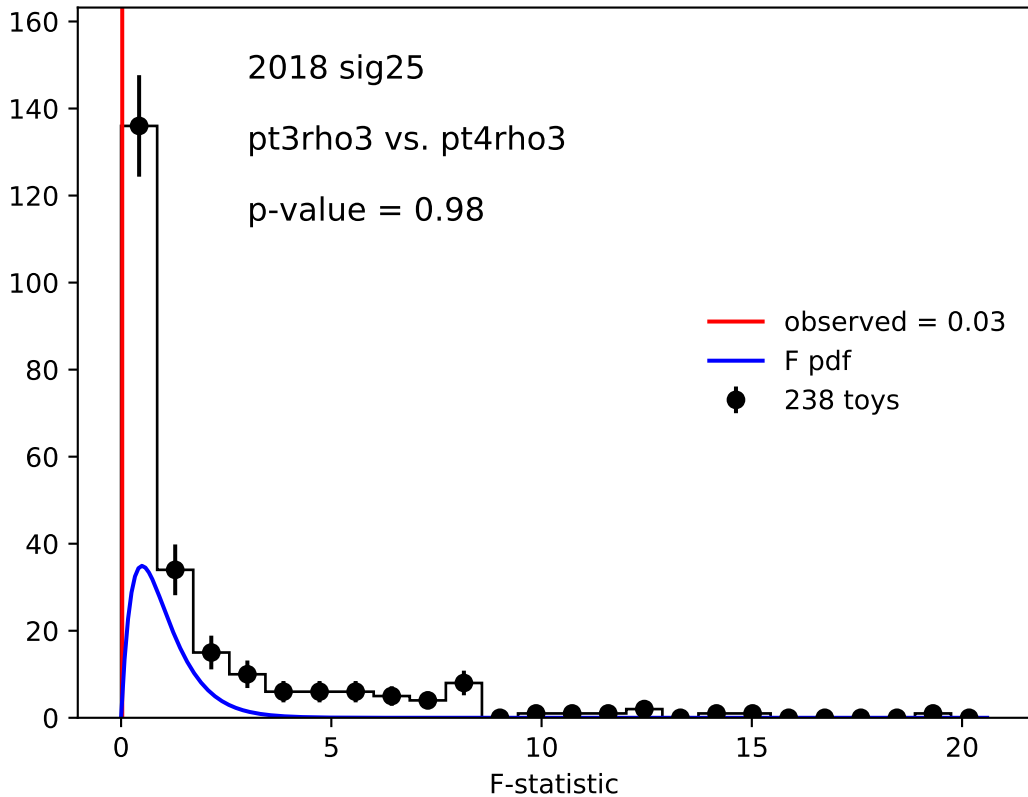 160
140
120
100
80
60
40
20
0
2018 sig25
pt3rho3 vs. pt4rho3
p-value = 0.98
observed = 0.03
F pdf
238 toys
0 5 10 15 20
F-statistic